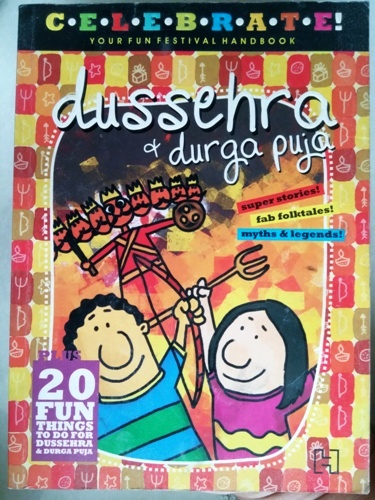 C•E•L•E•B•R•A•T•E!
YOUR FUN FESTIVAL HANDBOOK
dussehra
& durga puja
super stories!
fab folktales!
myths & legends!
PLUS
20
FUN
THINGS
TO DO FOR
DUSSEHRA
& DURGA PUJA
H